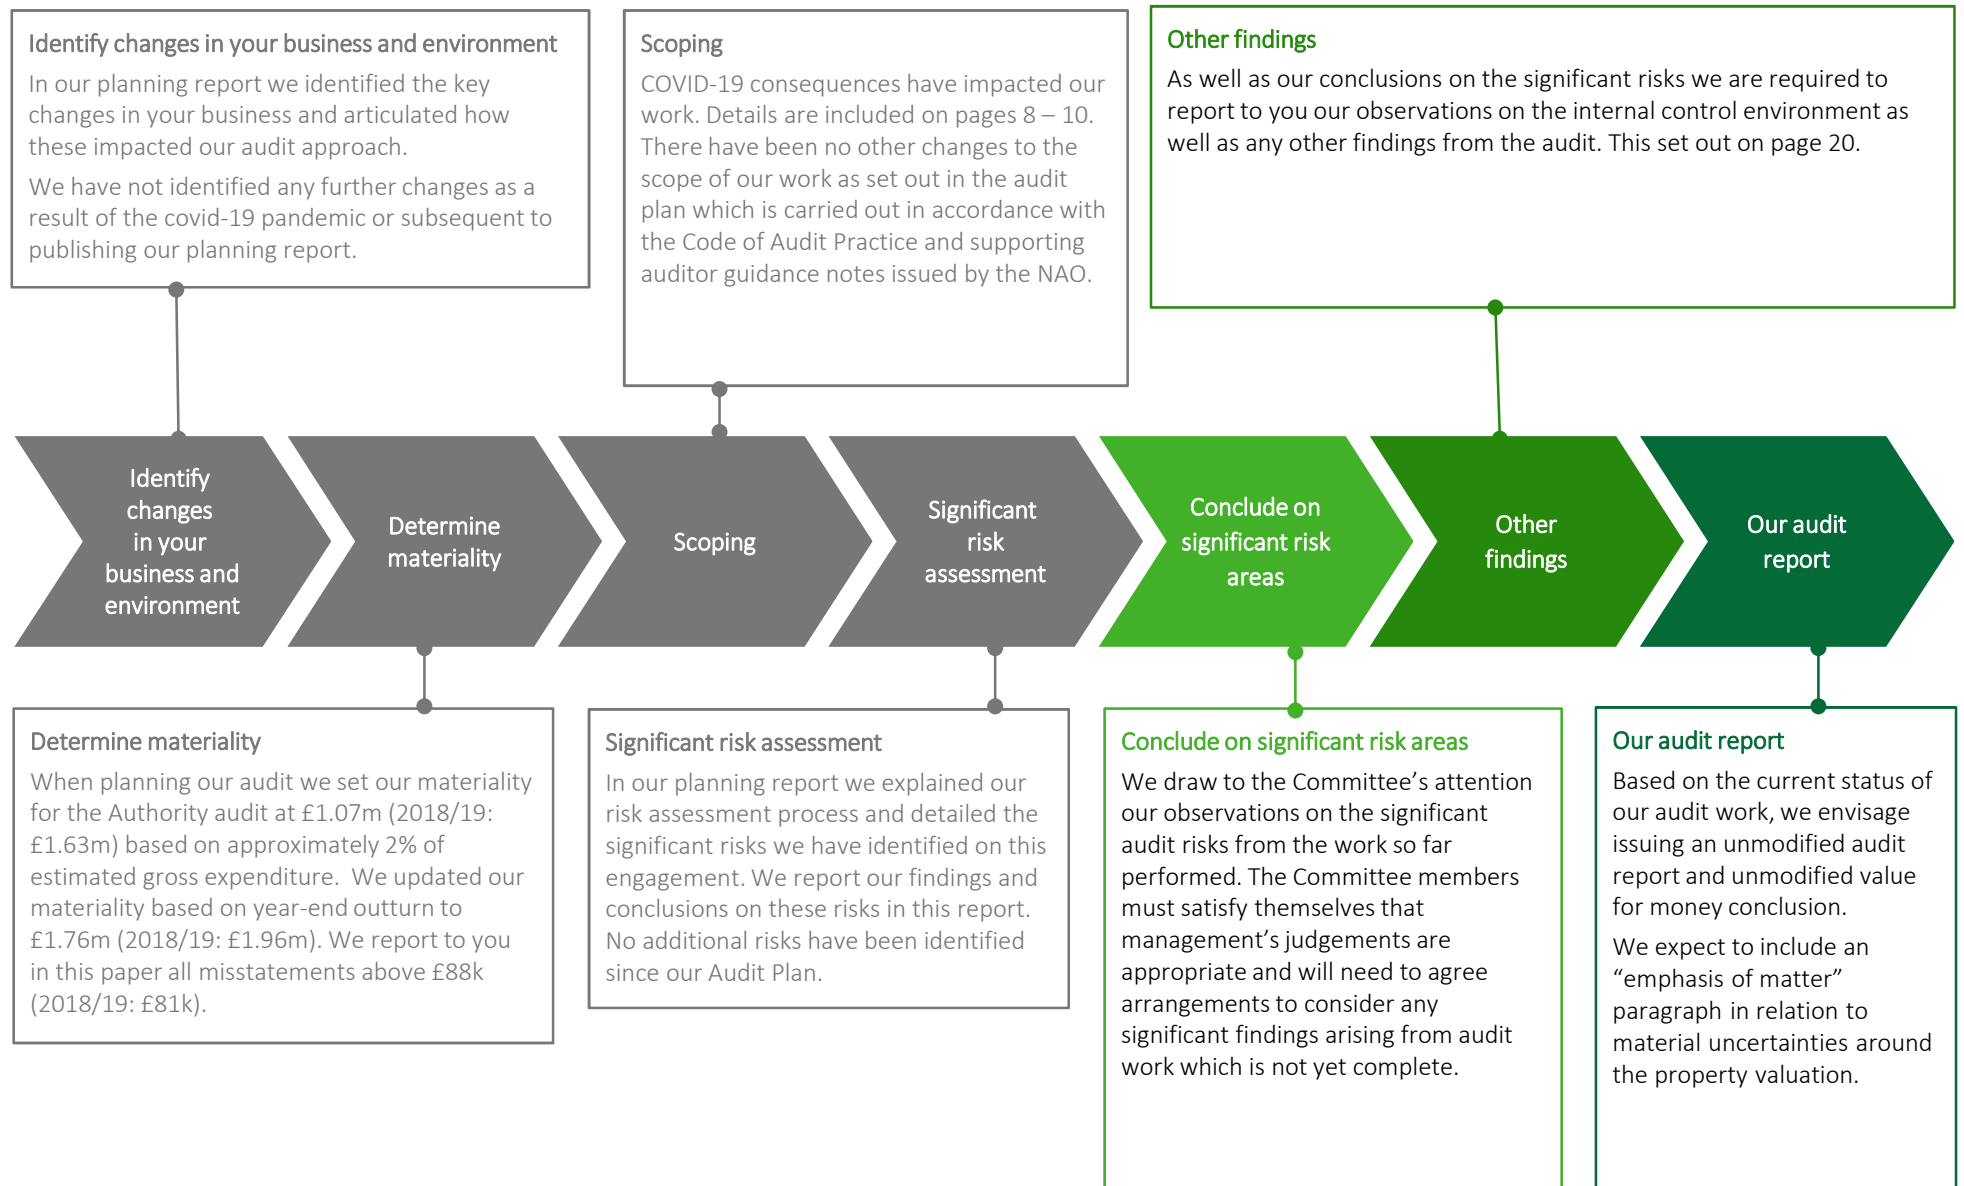 Identify changes in your business and environment
In our planning report we identified the key
changes in your business and articulated how
these impacted our audit approach.
We have not identified any further changes as a
result of the covid-19 pandemic or subsequent to
publishing our planning report.
Scoping
COVID-19 consequences have impacted our
work. Details are included on pages 8 – 10.
There have been no other changes to the
scope of our work as set out in the audit
plan which is carried out in accordance with
the Code of Audit Practice and supporting
auditor guidance notes issued by the NAO.
Other findings
As well as our conclusions on the significant risks we are required to
report to you our observations on the internal control environment as
well as any other findings from the audit. This set out on page 20.
Identify
changes
in your
business and
environment
Determine
materiality
Scoping
Significant
risk
assessment
Conclude on
significant risk
areas
Other
findings
Our audit
report
Determine materiality
When planning our audit we set our materiality
for the Authority audit at £1.07m (2018/19:
£1.63m) based on approximately 2% of
estimated gross expenditure.  We updated our
materiality based on year-end outturn to
£1.76m (2018/19: £1.96m). We report to you
in this paper all misstatements above £88k
(2018/19: £81k).
Significant risk assessment
In our planning report we explained our
risk assessment process and detailed the
significant risks we have identified on this
engagement. We report our findings and
conclusions on these risks in this report.
No additional risks have been identified
since our Audit Plan.
Conclude on significant risk areas
We draw to the Committee’s attention
our observations on the significant
audit risks from the work so far
performed. The Committee members
must satisfy themselves that
management’s judgements are
appropriate and will need to agree
arrangements to consider any
significant findings arising from audit
work which is not yet complete.
Our audit report
Based on the current status of
our audit work, we envisage
issuing an unmodified audit
report and unmodified value
for money conclusion.
We expect to include an
“emphasis of matter”
paragraph in relation to
material uncertainties around
the property valuation.